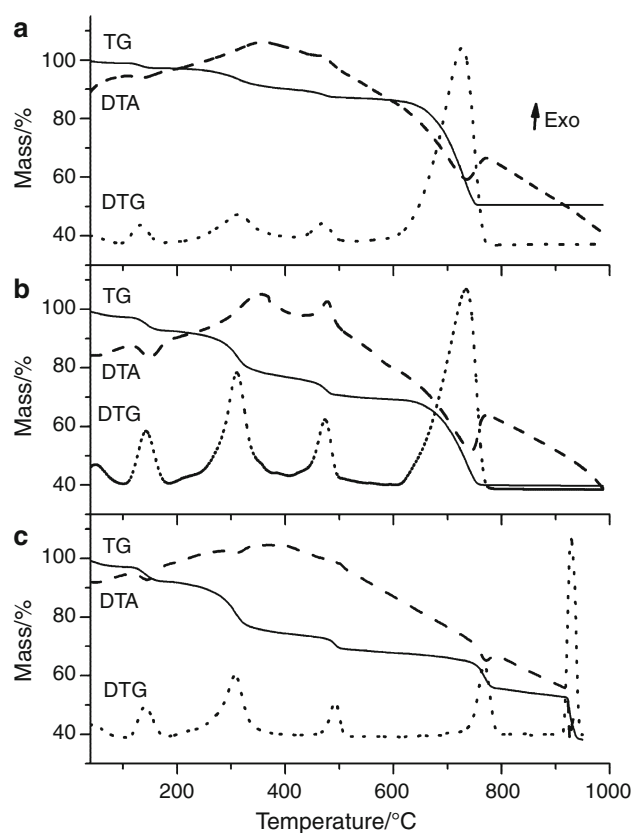 a
TG
DTA
DTG
Exo
Mass/%
100
80
60
40
b
TG
DTA
DTG
Mass/%
100
80
60
40
c
TG
DTA
DTG
Mass/%
100
80
60
40
200 400 600 800 1000
Temperature/°C